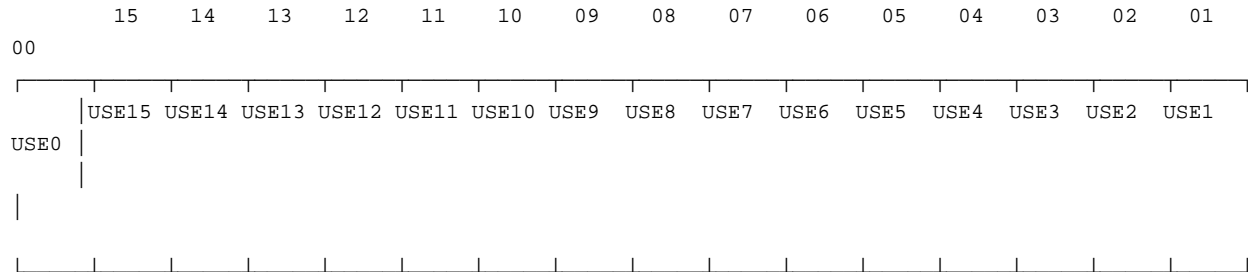 15 14 13 12 11 10 09 08 07 06 05 04 03 02 01
00
USE15 USE14 USE13 USE12 USE11 USE10 USE9 USE8 USE7 USE6 USE5 USE4 USE3 USE2 USE1
USE0